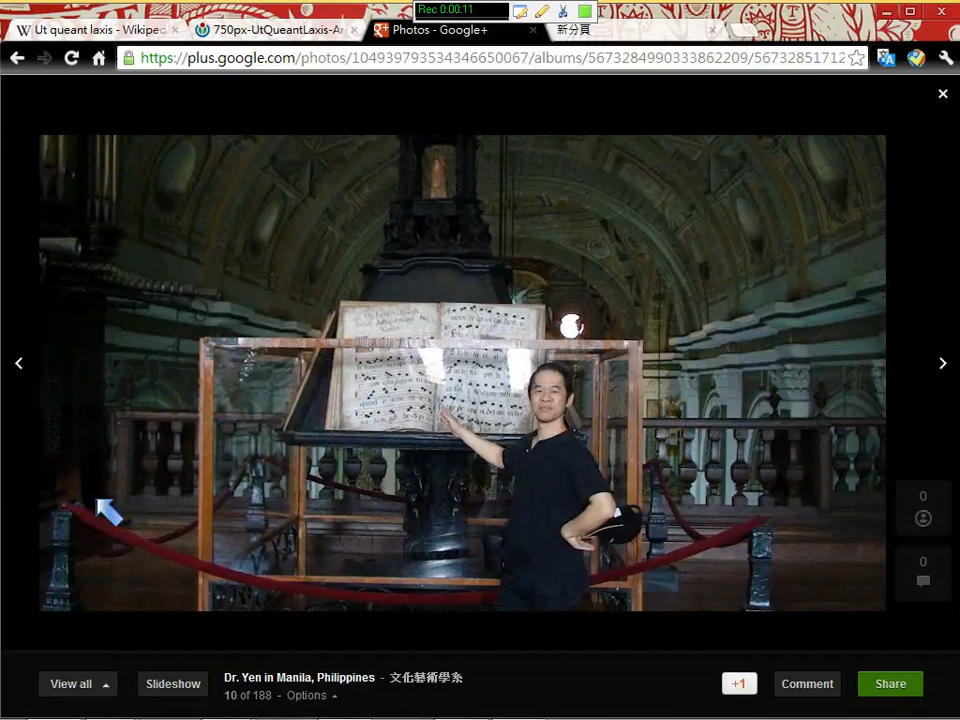 Rec 0:00:11
Ut queant laxis - Wikiped
750px-UtQueantLaxis-Ar
Photos - Google+
新分頁
https://plus.google.com/photos/104939793534346650067/albums/5673284990333862209/56732851712
0
0
View all
Slideshow
Dr. Yen in Manila, Philippines - 文化藝術學系
10 of 188 - Options
+1
Comment
Share